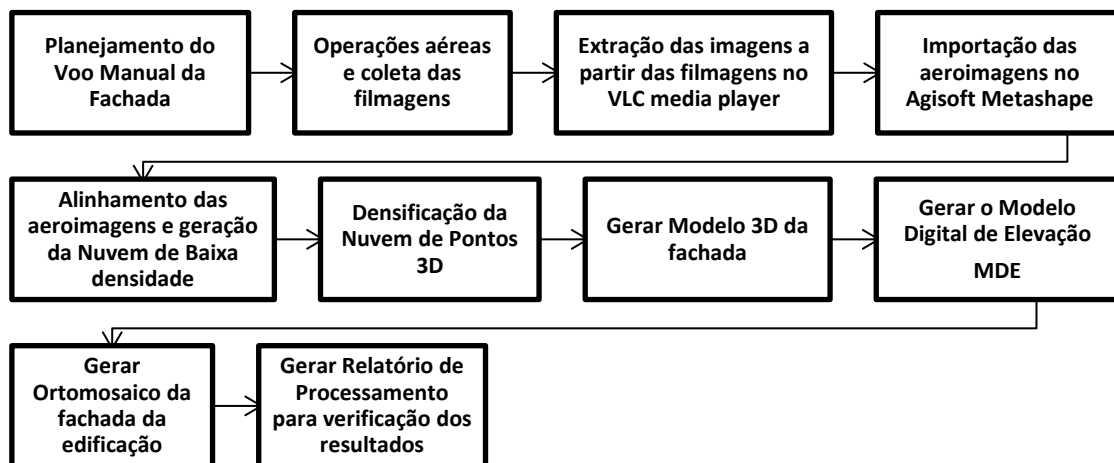 Planejamento do
Voo Manual da
Fachada
Operações aéreas
e coleta das
filmagens
Extração das imagens a
partir das filmagens no
VLC media player
Importação das
aeroimagens no
Agisoft Metashape
Alinhamento das
aeroimagens e geração
da Nuvem de Baixa
densidade
Densificação da
Nuvem de Pontos
3D
Gerar Modelo 3D da
fachada
Gerar o Modelo
Digital de Elevação
MDE
Gerar
Ortomosaico da
fachada da
edificação
Gerar Relatório de
Processamento
para verificação dos
resultados